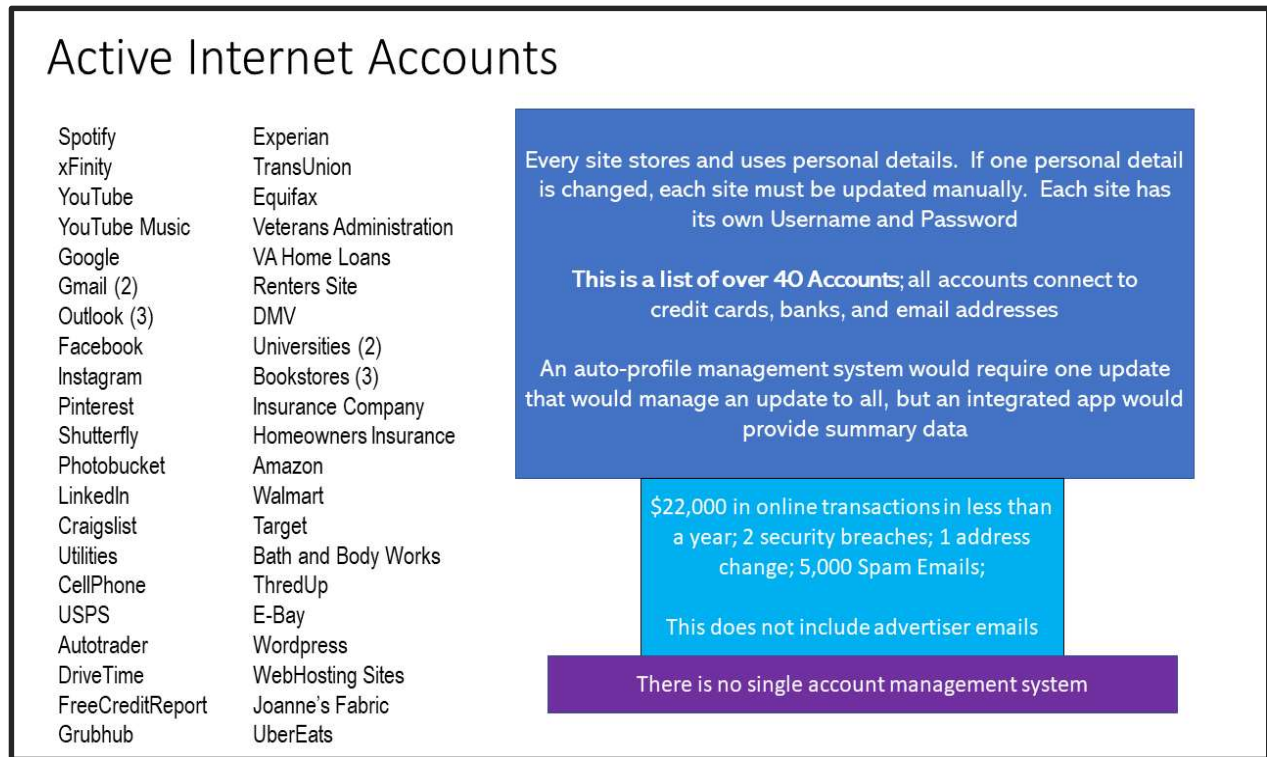 Active Internet Accounts
Spotify
xFinity
YouTube
YouTube Music
Google
Gmail (2)
Outlook (3)
Facebook
Instagram
Pinterest
Shutterfly
Photobucket
LinkedIn
Craigslist
Utilities
CellPhone
USPS
Autotrader
DriveTime
FreeCreditReport
Grubhub
Experian
TransUnion
Equifax
Veterans Administration
VA Home Loans
Renters Site
DMV
Universities (2)
Bookstores (3)
Insurance Company
Homeowners Insurance
Amazon
Walmart
Target
Bath and Body Works
ThredUp
E-Bay
Wordpress
WebHosting Sites
Joanne's Fabric
UberEats
Every site stores and uses personal details. If one personal detail
is changed, each site must be updated manually. Each site has
its own Username and Password
This is a list of over 40 Accounts; all accounts connect to
credit cards, banks, and email addresses
An auto-profile management system would require one update
that would manage an update to all, but an integrated app would
provide summary data
$22,000 in online transactions in less than
a year; 2 security breaches; 1 address
change; 5,000 Spam Emails;
This does not include advertiser emails
There is no single account management system